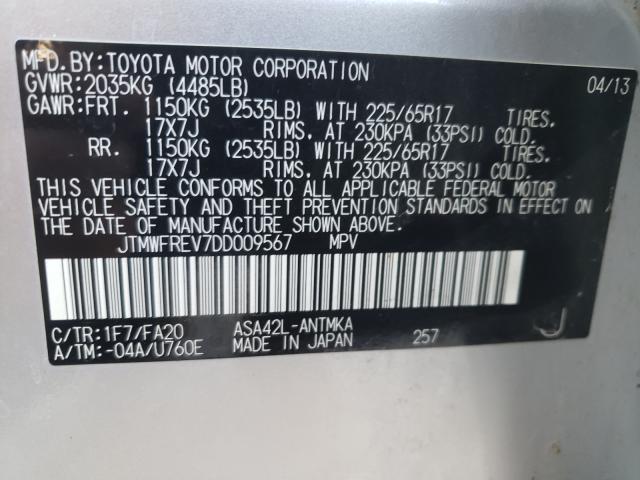 MFD.BY:TOYOTA MOTOR CORPORATION 04/13
GVWR:2035KG (4485LB)
GAWR:FRT. 1150KG (2535LB) WITH 225/65R17 TIRES.
17X7J RIMS. AT 230KPA (33PSI) COLD.
RR. 1150KG (2535LB) WITH 225/65R17 TIRES.
17X7J RIMS. AT 230KPA (33PSI) COLD.
THIS VEHICLE CONFORMS TO ALL APPLICABLE FEDERAL MOTOR
VEHICLE SAFETY AND THEFT PREVENTION STANDARDS IN EFFECT ON
THE DATE OF MANUFACTURE SHOWN ABOVE.
JTMWFREV7DD009567 MPV
C/TR:1F7/FA20 ASA42L-ANTMKA 257 J
A/TM:-04A/U760E MADE IN JAPAN